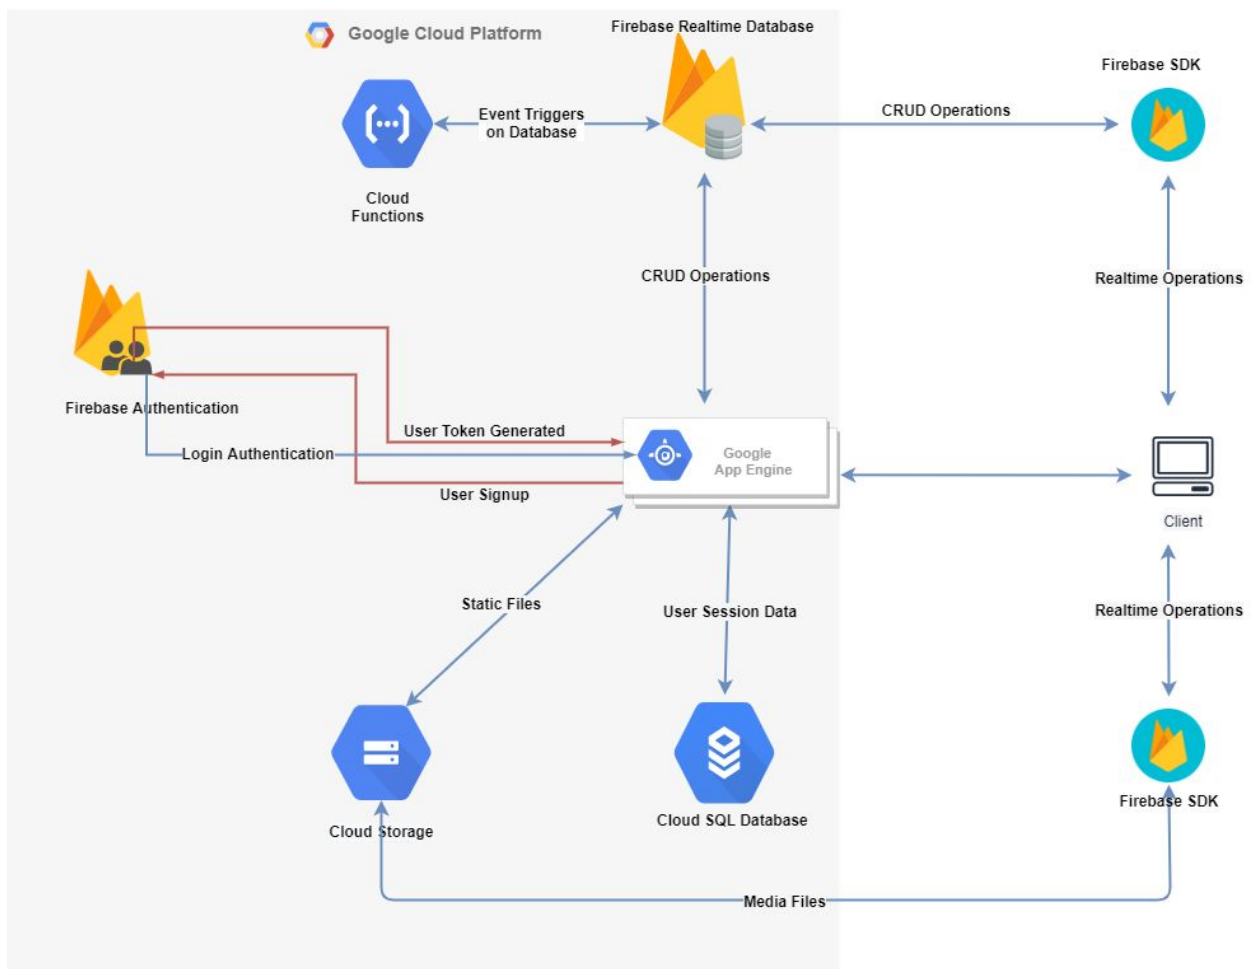 Google Cloud Platform
Firebase Realtime Database
Firebase SDK
Event Triggers
on Database
CRUD Operations
Cloud
Functions
CRUD Operations
Realtime Operations
Firebase Authentication
User Token Generated
Login Authentication
User Signup
Google
App Engine
Client
Static Files
User Session Data
Realtime Operations
Firebase SDK
Cloud Storage
Cloud SQL Database
Media Files